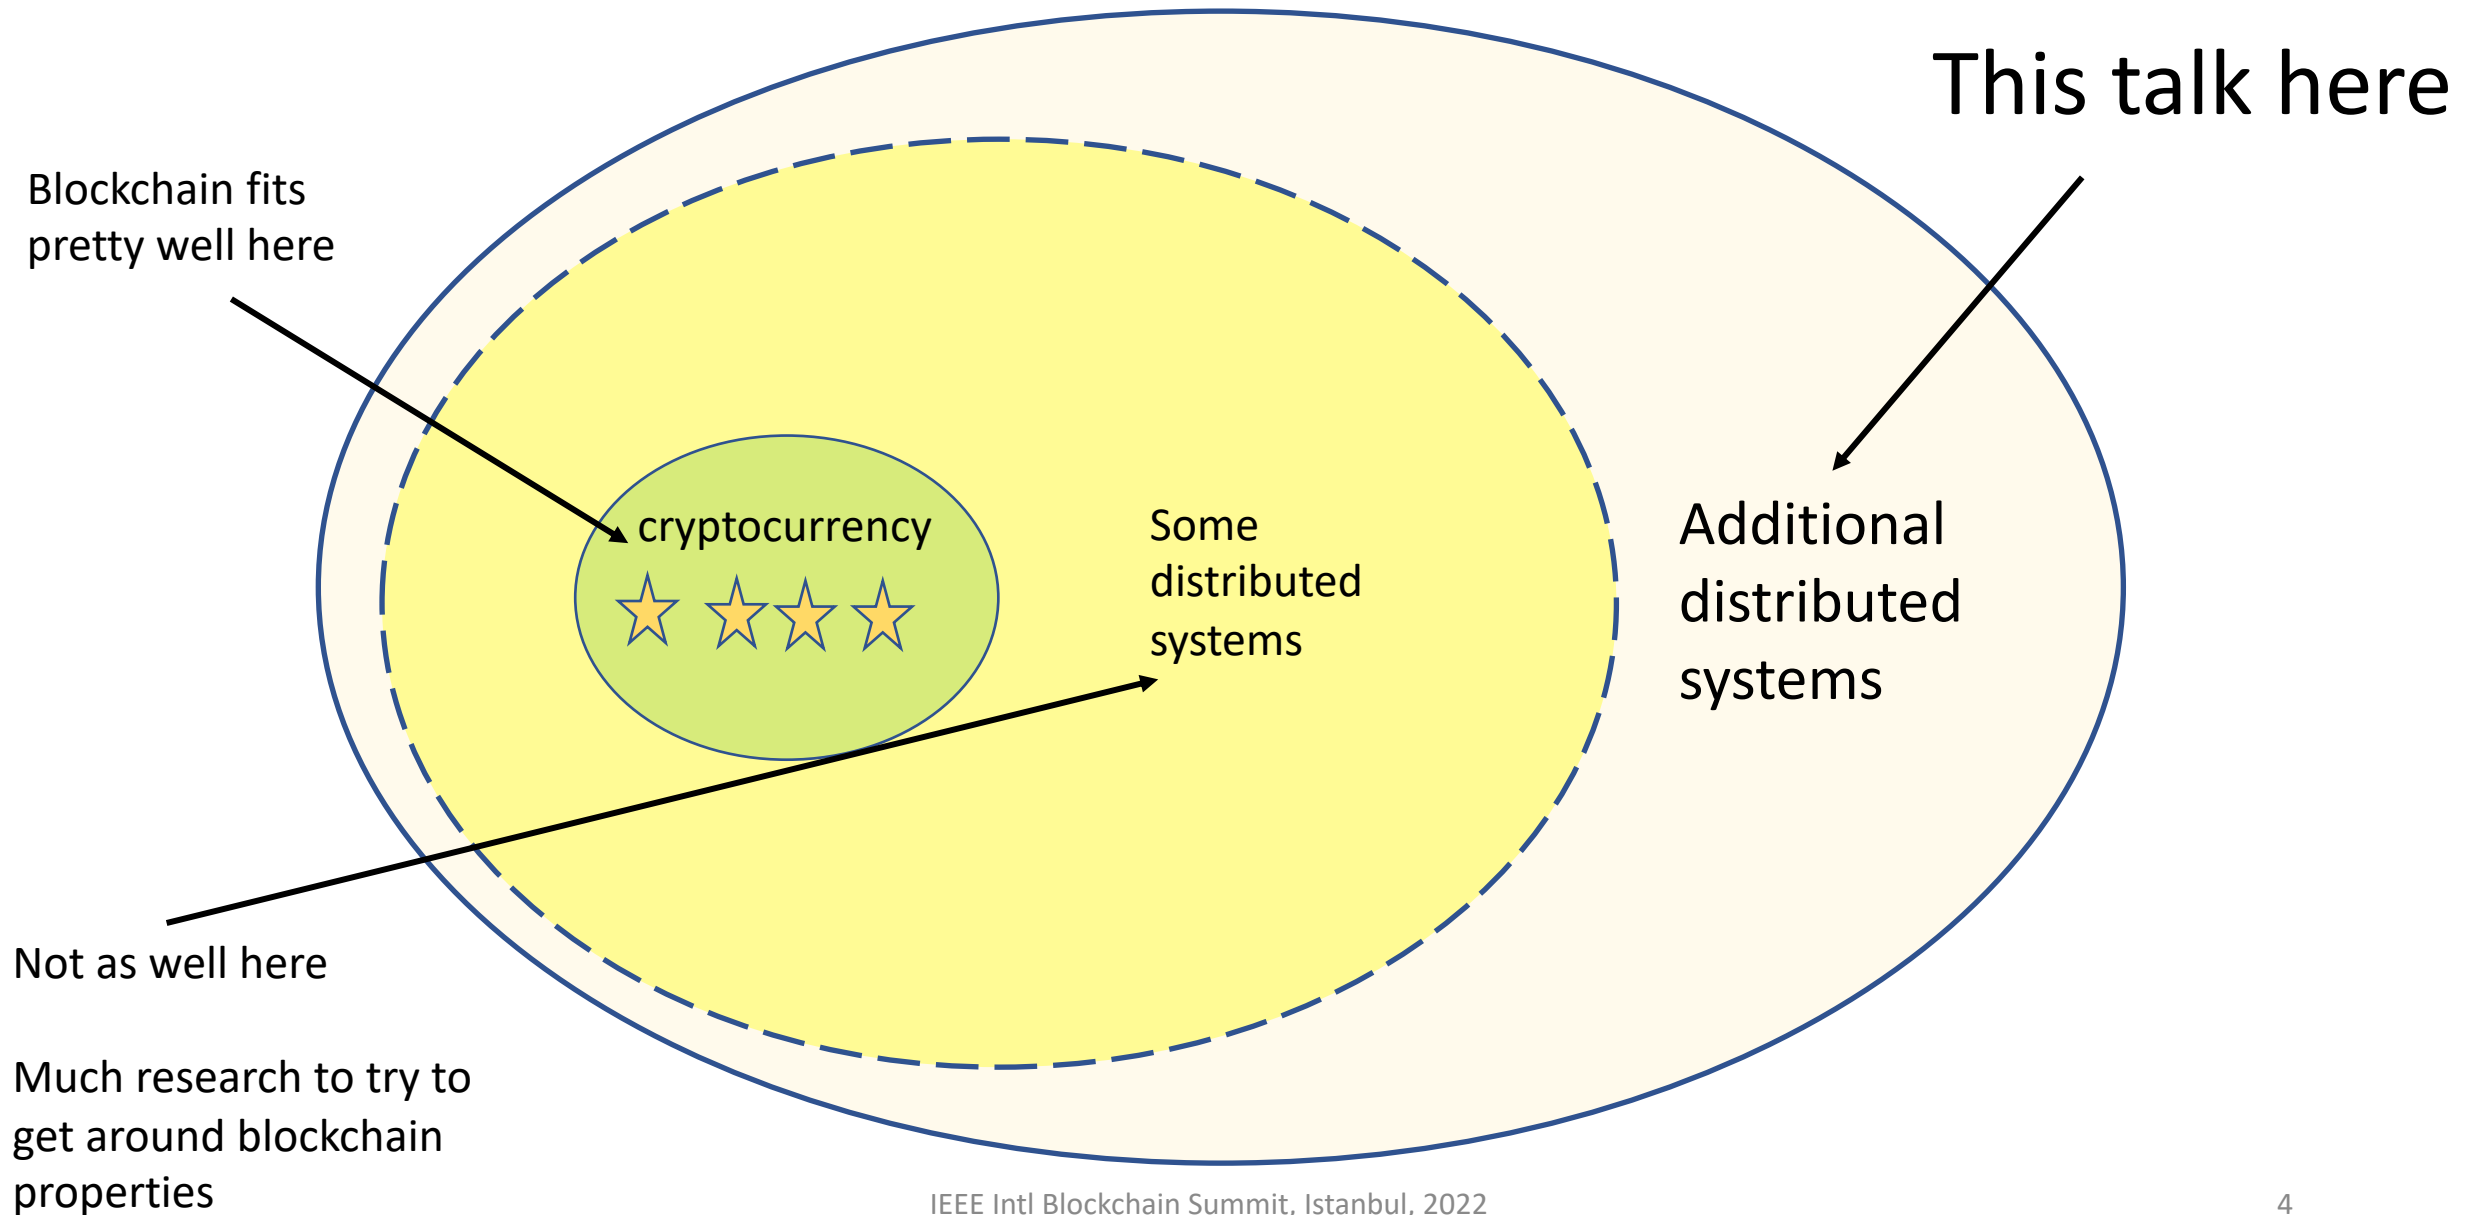 This talk here
Blockchain fits
pretty well here
cryptocurrency
Some
distributed
systems
Additional
distributed
systems
Not as well here
Much research to try to
get around blockchain
properties
IEEE Intl Blockchain Summit, Istanbul, 2022
4